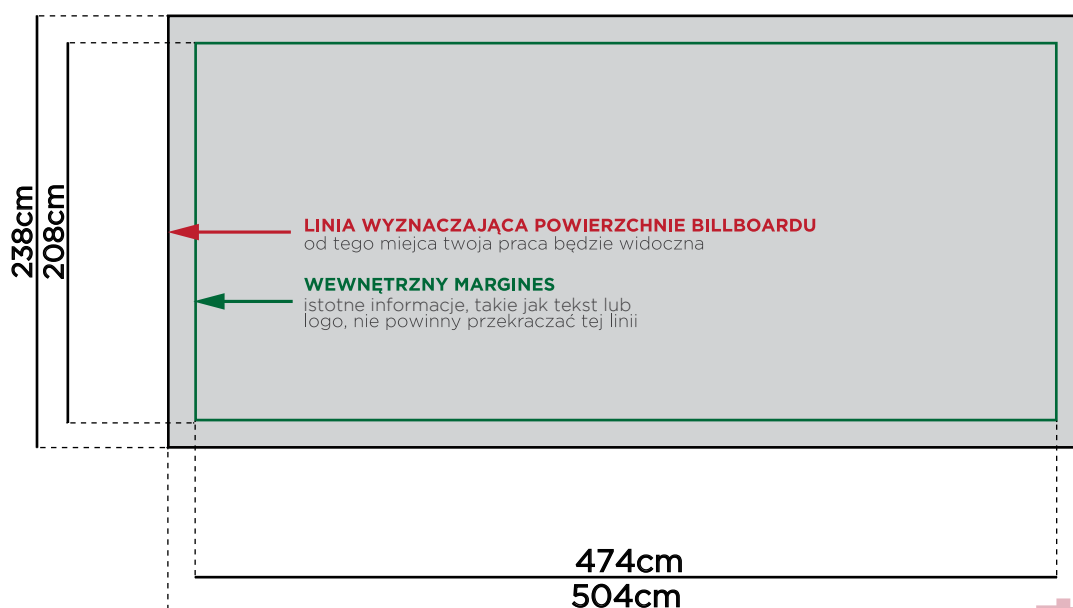 238cm
208cm
LINIA WYZNACZAJĄCA POWIERZCHNIE BILLBOARDU
od tego miejca twoja praca będzie widoczna
WEWNĘTRZNY MARGINES
istotne informacje, takie jak tekst lub
logo, nie powinny przekraczać tej linii
474cm
504cm